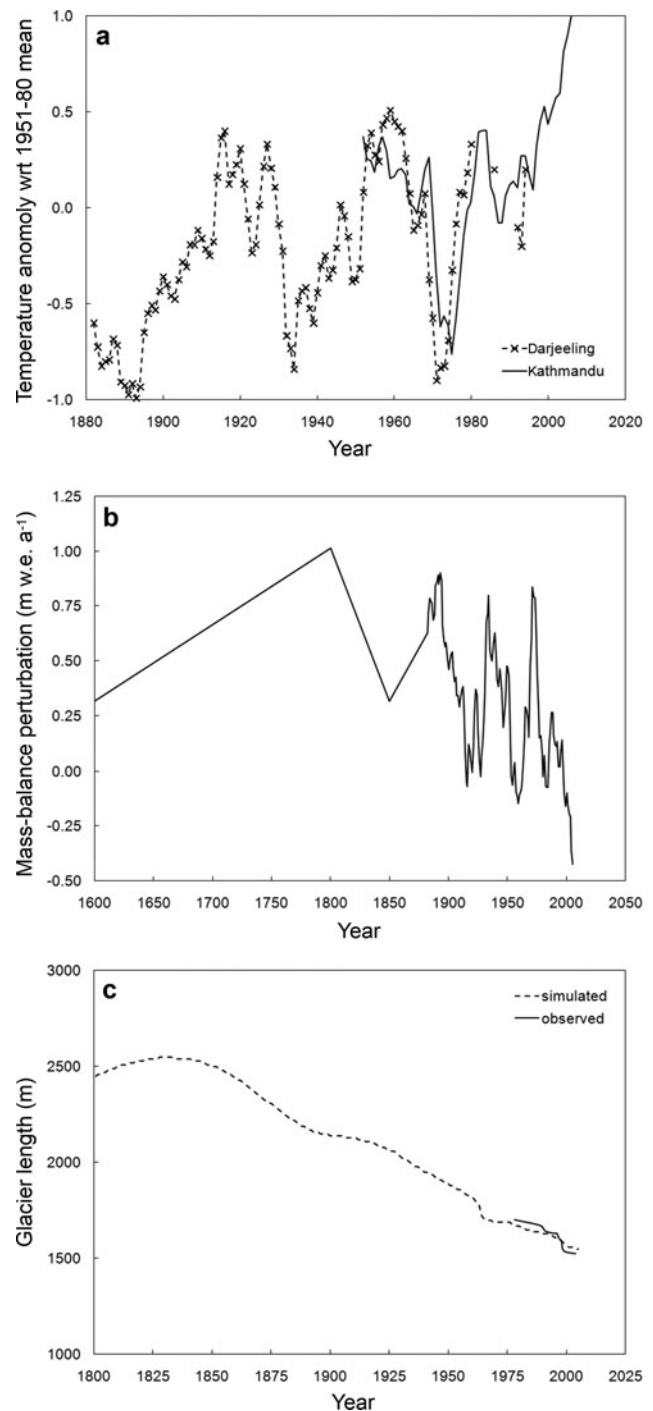 a
Temperature anomoly wrt 1951-80 mean
1.0
0.5
0.0
-0.5
-1.0
Darjeeling
Kathmandu
1880 1900 1920 1940 1960 1980 2000 2020
Year
b
Mass-balance perturbation (m w.e. a-1)
1.25
1.00
0.75
0.50
0.25
0.00
-0.25
-0.50
1600 1650 1700 1750 1800 1850 1900 1950 2000 2050
Year
c
Glacier length (m)
3000
2500
2000
1500
1000
simulated
observed
1800 1825 1850 1875 1900 1925 1950 1975 2000 2025
Year